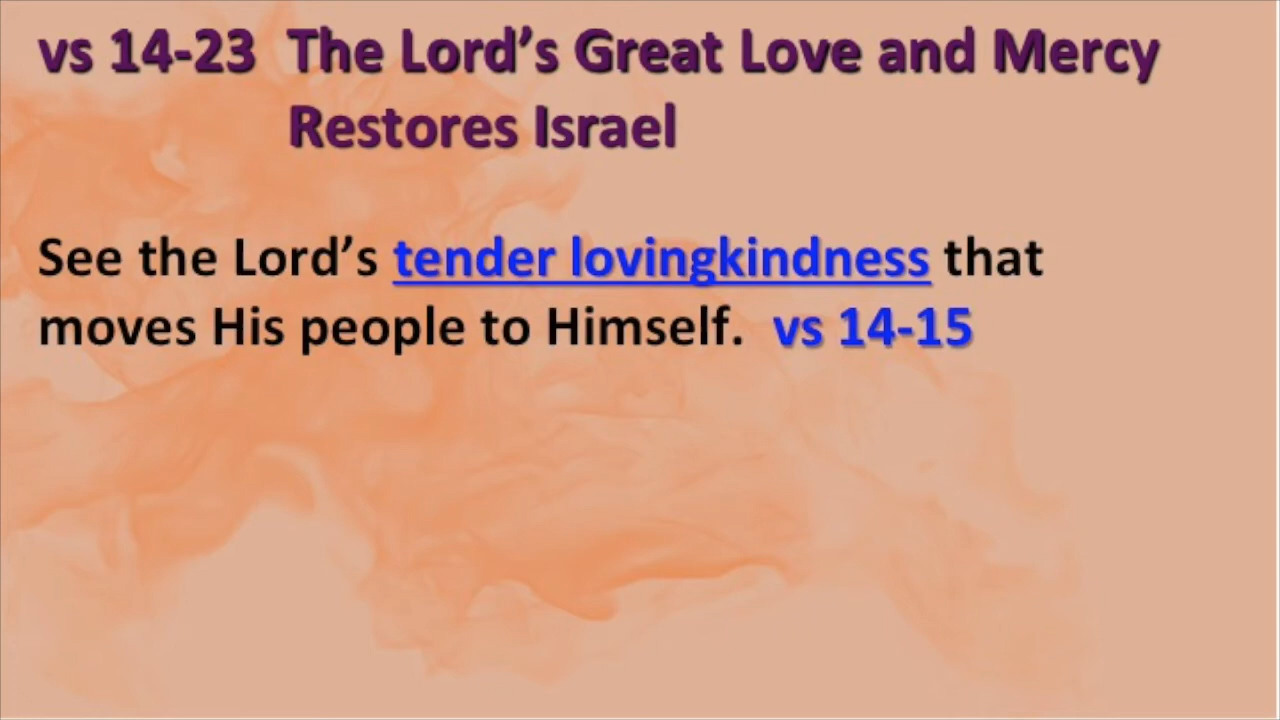 vs 14-23 The Lord’s Great Love and Mercy
Restores Israel
See the Lord’s tender lovingkindness that
moves His people to Himself. vs 14-15